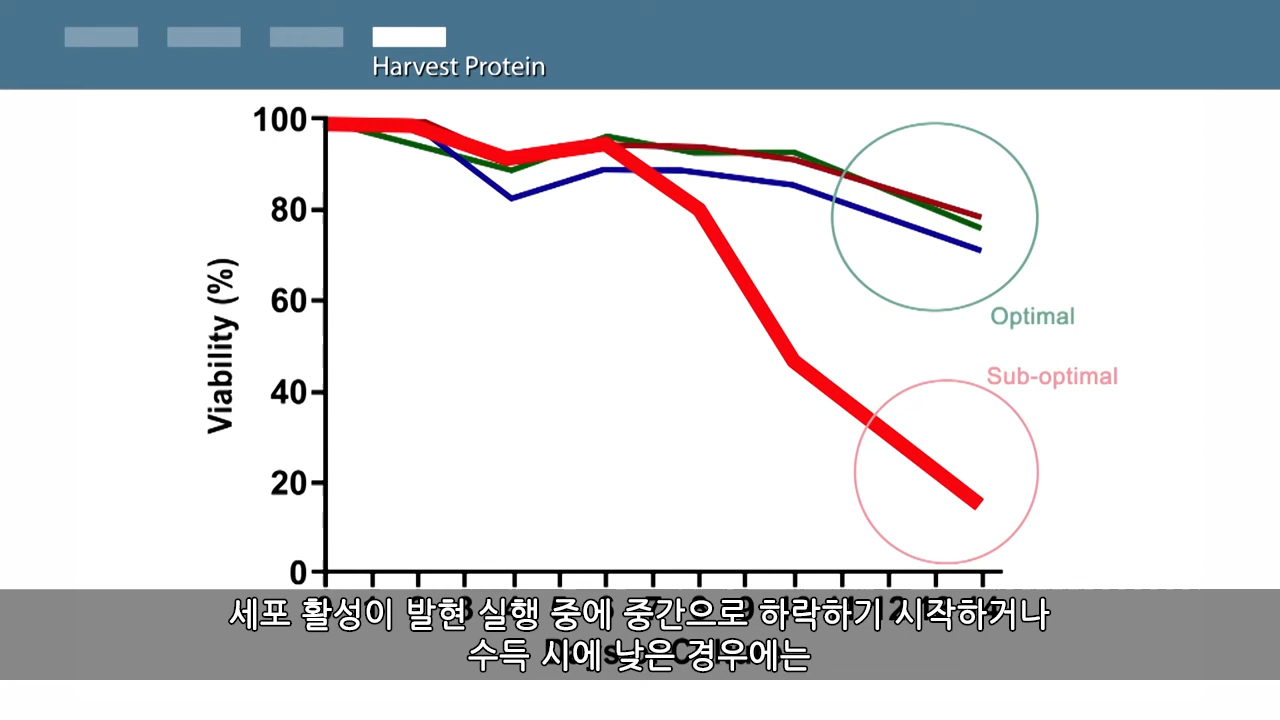 Harvest Protein
100
80
60
40
20
0
Viability (%)
Optimal
Sub-optimal
세포 활성이 발현 실행 중에 중간으로 하락하기 시작하거나
수득 시에 낮은 경우에는